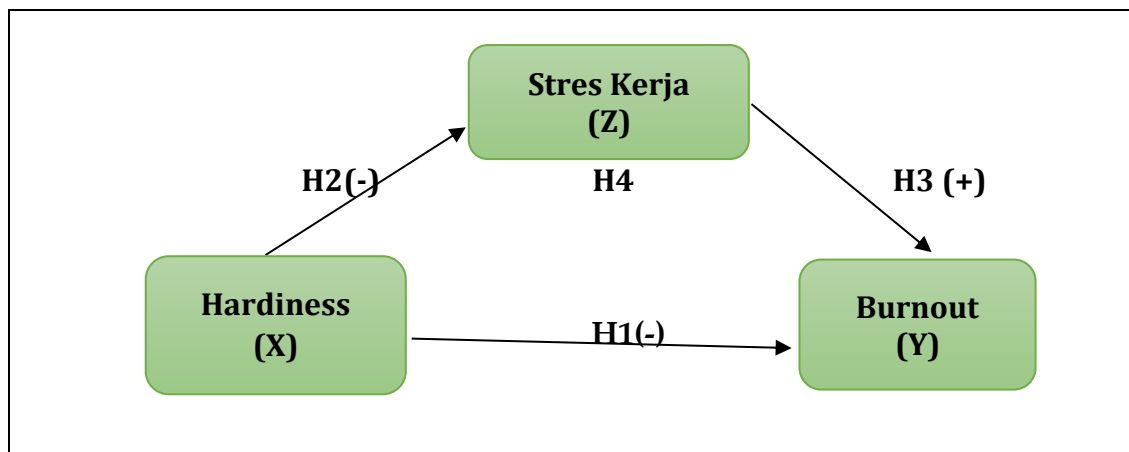 Stres Kerja
(Z)
H2(-)
H4
H3 (+)
Hardiness
(X)
H1(-)
Burnout
(Y)